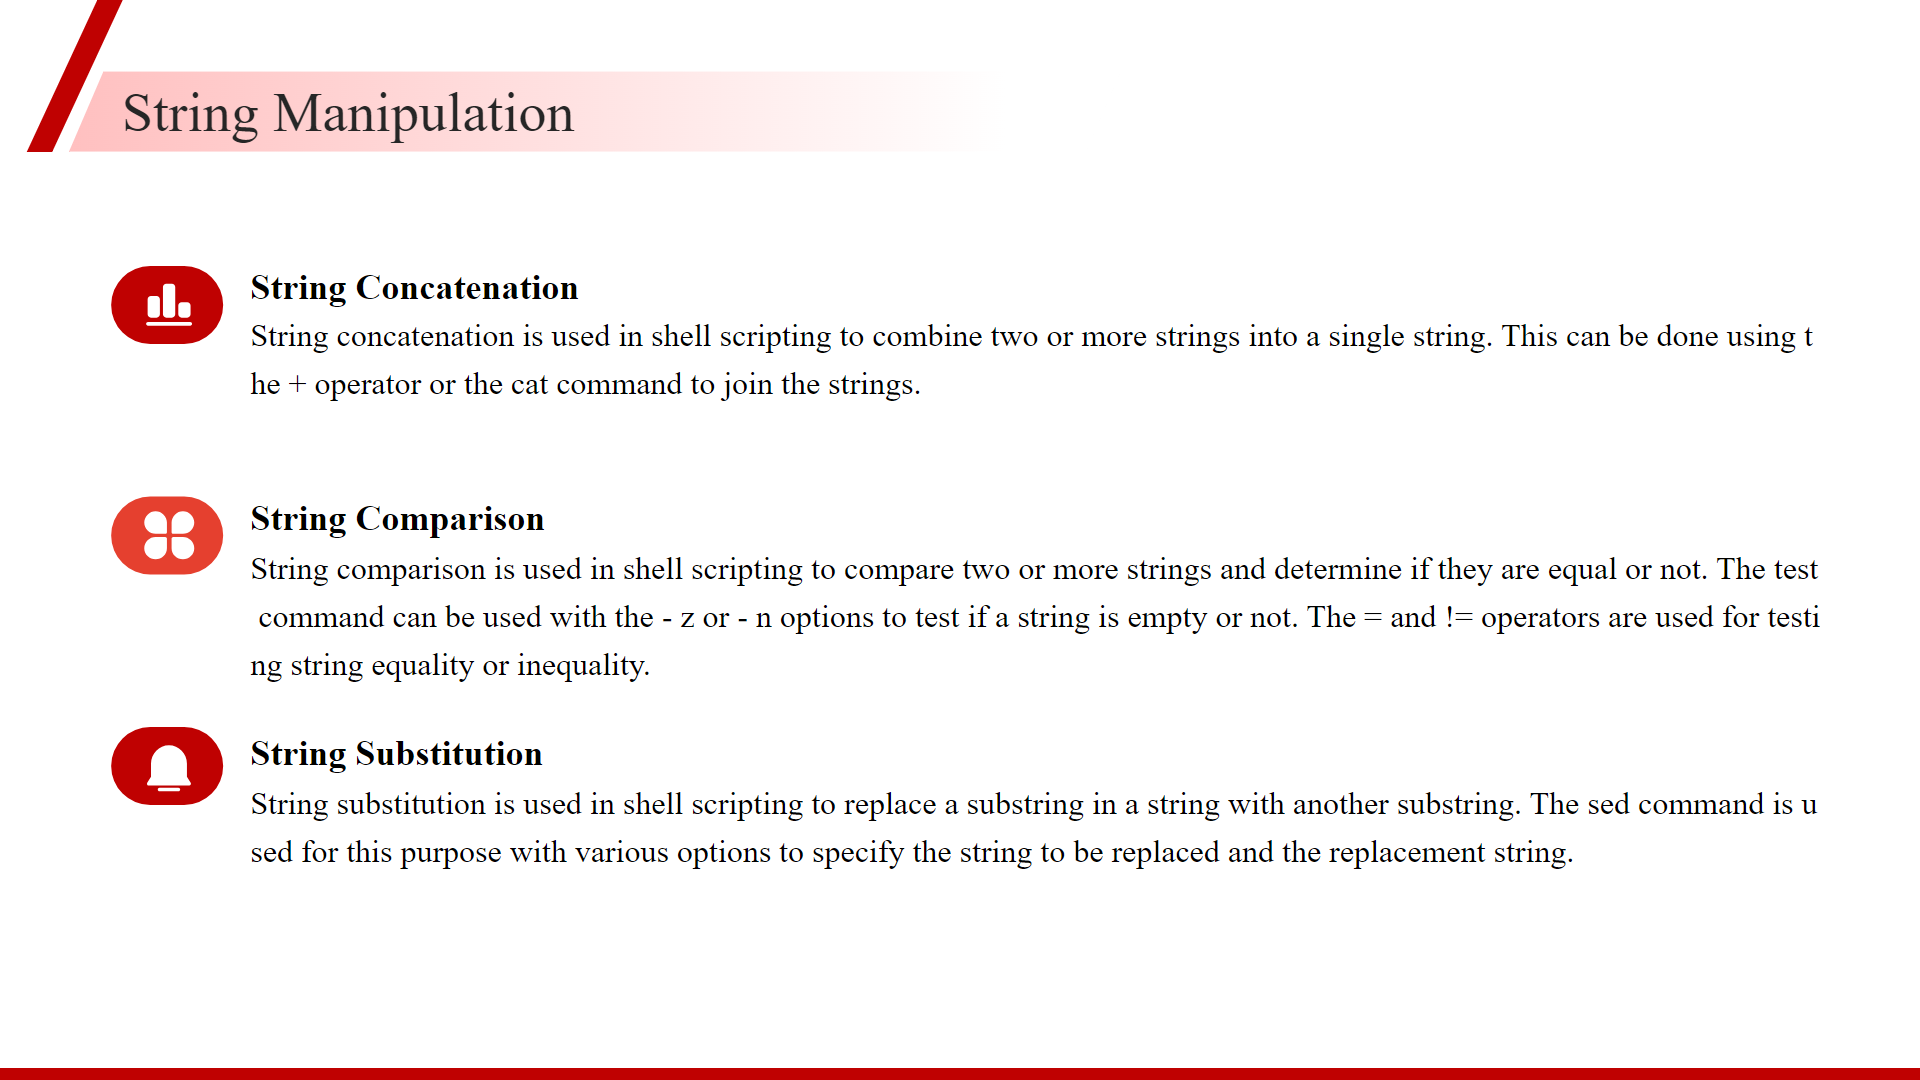 String Manipulation
String Concatenation
String concatenation is used in shell scripting to combine two or more strings into a single string. This can be done using t
he + operator or the cat command to join the strings.
String Comparison
String comparison is used in shell scripting to compare two or more strings and determine if they are equal or not. The test
command can be used with the - z or - n options to test if a string is empty or not. The = and != operators are used for testi
ng string equality or inequality.
String Substitution
String substitution is used in shell scripting to replace a substring in a string with another substring. The sed command is u
sed for this purpose with various options to specify the string to be replaced and the replacement string.